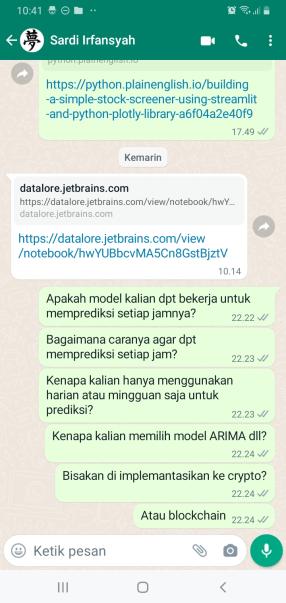 10:41
夢
Sardi Irfansyah
python.plainenglish.io
https://python.plainenglish.io/building
-a-simple-stock-screener-using-streamlit
-and-python-plotly-library-a6f04a2e40f9
17.49
Kemarin
datalore.jetbrains.com
https://datalore.jetbrains.com/view/notebook/hwY...
datalore.jetbrains.com
https://datalore.jetbrains.com/view
/notebook/hwYUBbcvMA5Cn8GstBjztV
10.14
Apakah model kalian dpt bekerja untuk
memprediksi setiap jamnya?
22.22
Bagaimana caranya agar dpt
memprediksi setiap jam?
22.23
Kenapa kalian hanya menggunakan
harian atau mingguan saja untuk
prediksi?
22.23
Kenapa kalian memilih model ARIMA dll?
22.24
Bisakan di implemantasikan ke crypto?
22.24
Atau blockchain 22.24
Ketik pesan